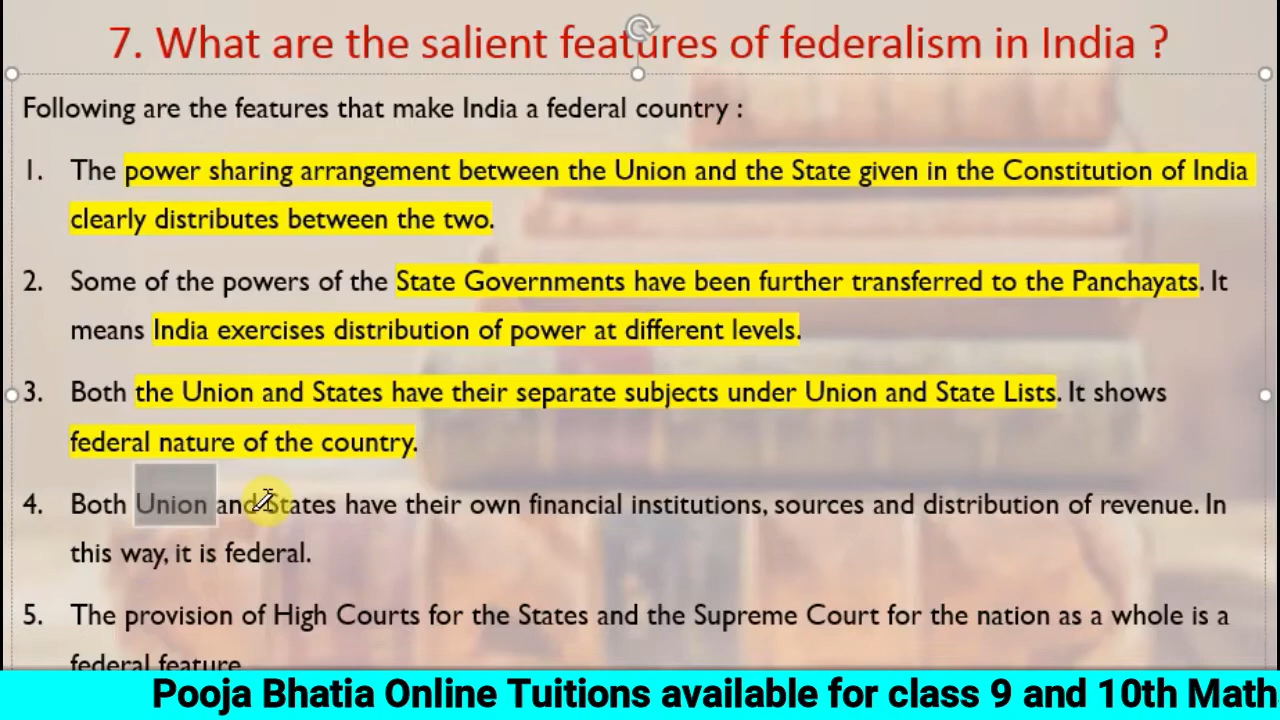 7. What are the salient features of federalism in India ?
Following are the features that make India a federal country :
1. The power sharing arrangement between the Union and the State given in the Constitution of India
clearly distributes between the two.
2. Some of the powers of the State Governments have been further transferred to the Panchayats. It
means India exercises distribution of power at different levels.
3. Both the Union and States have their separate subjects under Union and State Lists. It shows
federal nature of the country.
4. Both Union and States have their own financial institutions, sources and distribution of revenue. In
this way, it is federal.
5. The provision of High Courts for the States and the Supreme Court for the nation as a whole is a
federal feature
Pooja Bhatia Online Tuitions available for class 9 and 10th Math